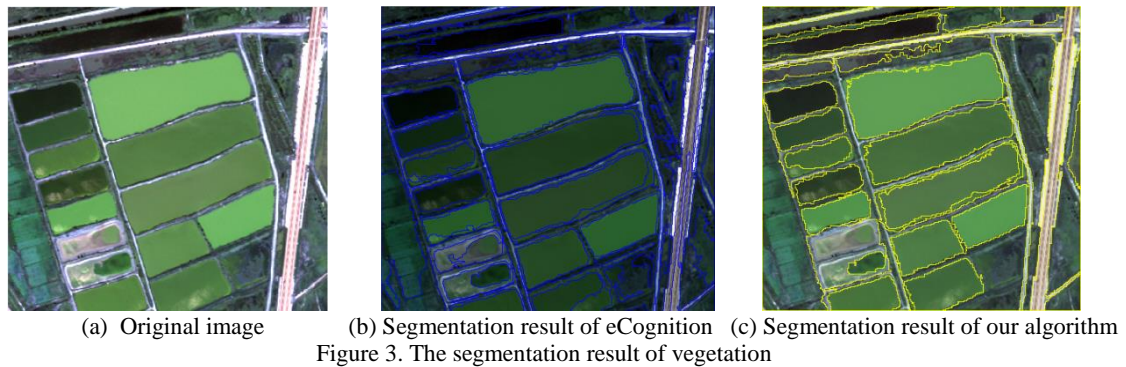 (a) Original image (b) Segmentation result of eCognition (c) Segmentation result of our algorithm
Figure 3. The segmentation result of vegetation